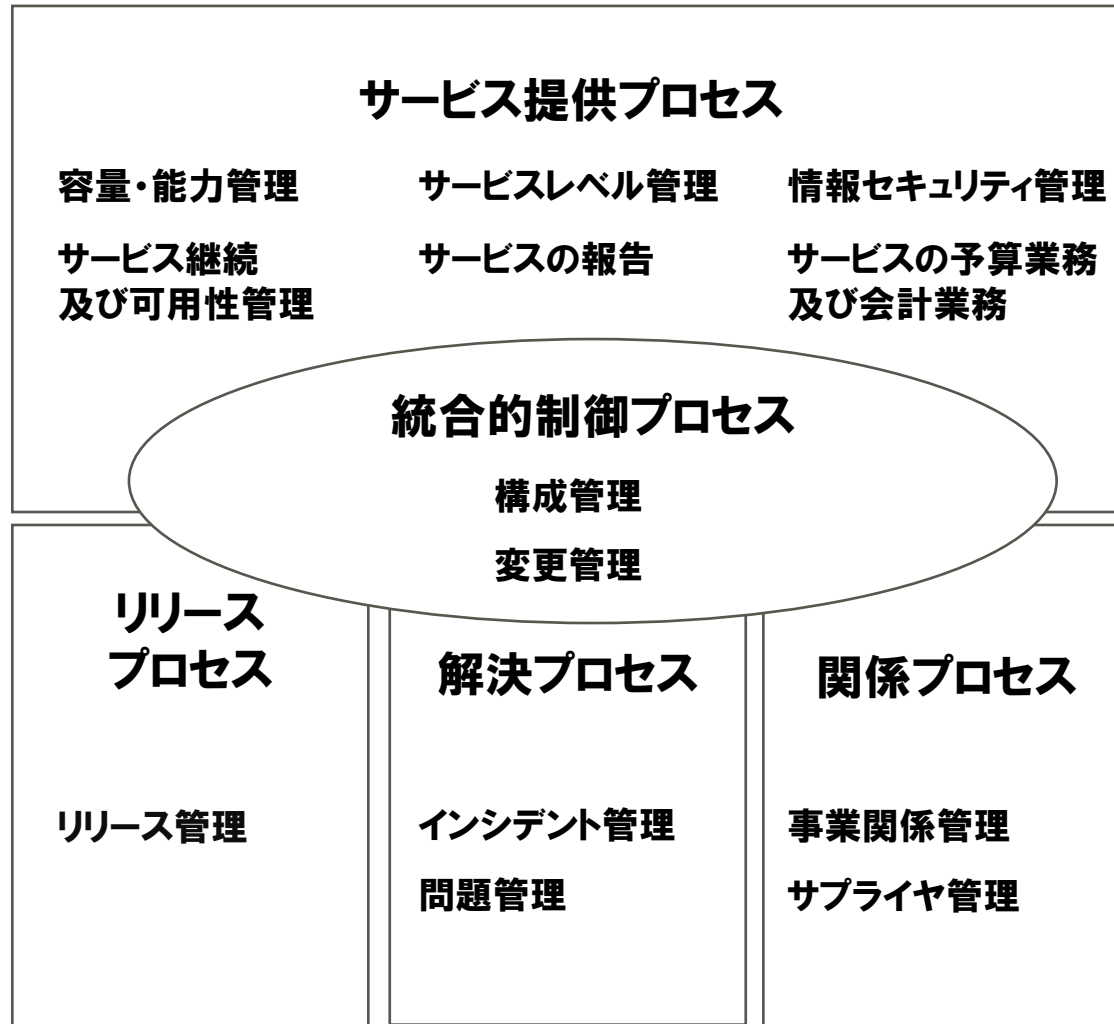 サービス提供プロセス
容量・能力管理
サービスレベル管理
情報セキュリティ管理
サービス継続
及び可用性管理
サービスの報告
サービスの予算業務
及び会計業務
統合的制御プロセス
構成管理
変更管理
リリース
プロセス
リリース管理
解決プロセス
インシデント管理
問題管理
関係プロセス
事業関係管理
サプライヤ管理